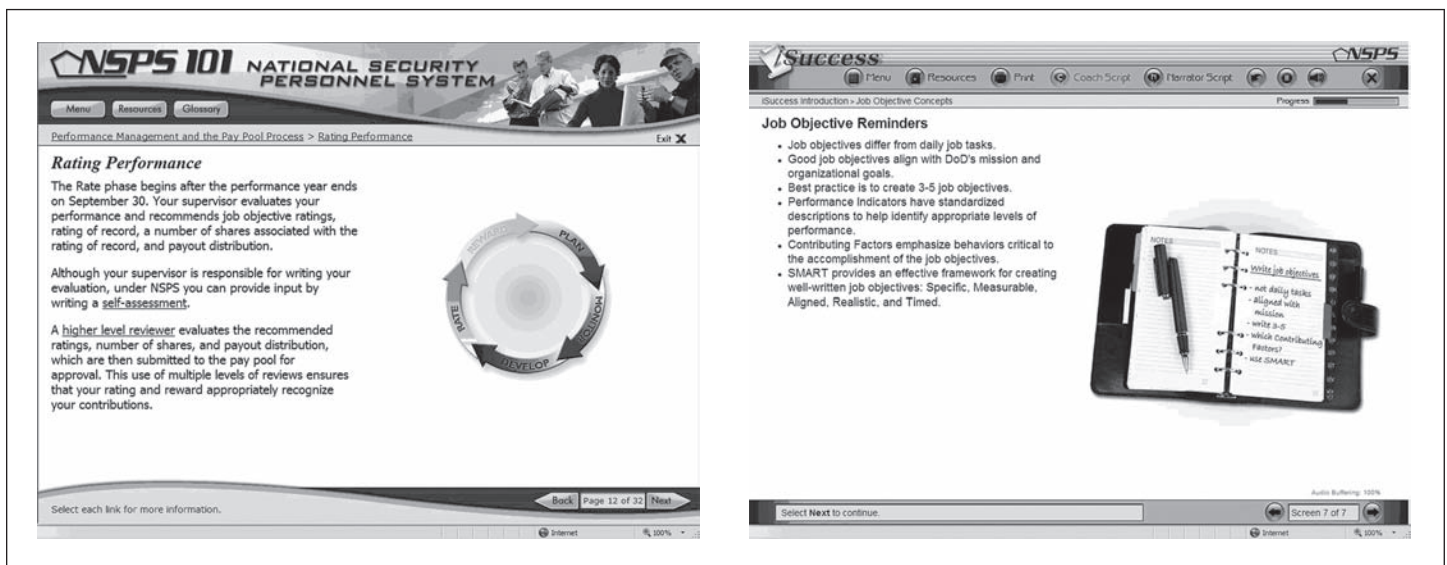 NSPS 101 NATIONAL SECURITY
PERSONNEL SYSTEM
Menu Resources Glossary
Performance Management and the Pay Pool Process > Rating Performance
Exit X
Rating Performance
The Rate phase begins after the performance year ends
on September 30. Your supervisor evaluates your
performance and recommends job objective ratings,
rating of record, a number of shares associated with the
rating of record, and payout distribution.
Although your supervisor is responsible for writing your
evaluation, under NSPS you can provide input by
writing a self-assessment.
A higher level reviewer evaluates the recommended
ratings, number of shares, and payout distribution,
which are then submitted to the pay pool for
approval. This use of multiple levels of reviews ensures
that your rating and reward appropriately recognize
your contributions.
REWARD
PLAN
MONITOR
DEVELOP
RATE
Select each link for more information.
Back Page 12 of 32 Next
Internet 100%
iSuccess
NSPS
Menu Resources Print Coach Script Narrator Script
iSuccess Introduction > Job Objective Concepts
Progress
Job Objective Reminders
• Job objectives differ from daily job tasks.
• Good job objectives align with DoD's mission and
organizational goals.
• Best practice is to create 3-5 job objectives.
• Performance Indicators have standardized
descriptions to help identify appropriate levels of
performance.
• Contributing Factors emphasize behaviors critical to
the accomplishment of the job objectives.
• SMART provides an effective framework for creating
well-written job objectives: Specific, Measurable,
Aligned, Realistic, and Timed.
NOTES
NOTES
Write job objectives
- not daily tasks
- aligned with
mission
- write 3-5
- which Contributing
Factors?
- use SMART
Audio Buffering: 100%
Select Next to continue.
Screen 7 of 7
Internet 100%